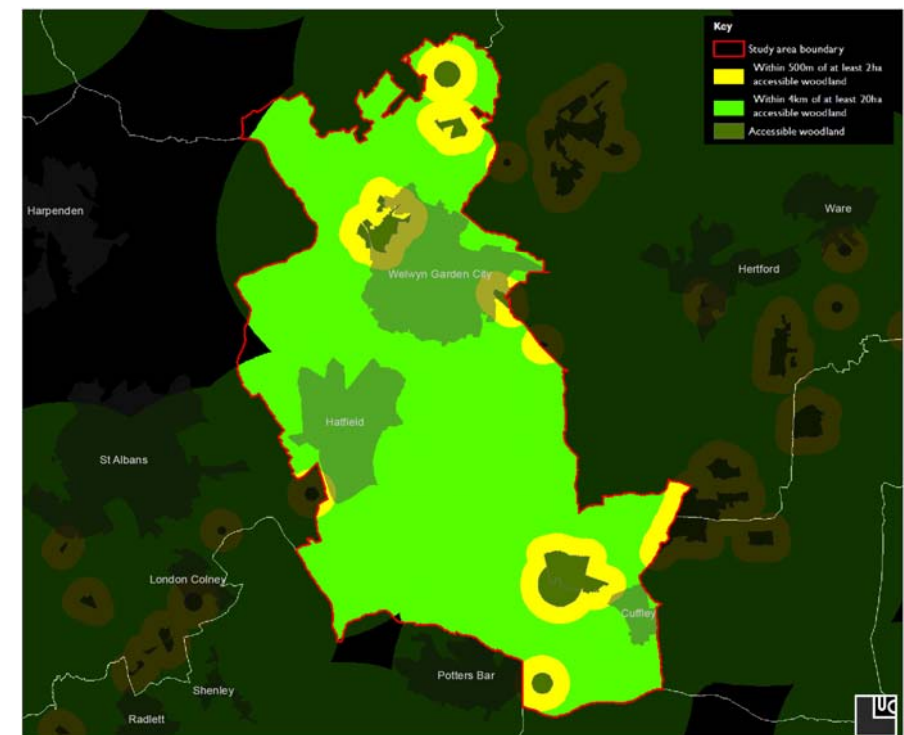 Key
Study area boundary
Within 500m of at least 2ha
accessible woodland
Within 4km of at least 20ha
accessible woodland
Accessible woodland
Harpenden
Ware
Hertford
Welwyn Garden City
Hatfield
St Albans
London Colney
Cuffley
Potters Bar
Shenley
Radlett
LUC